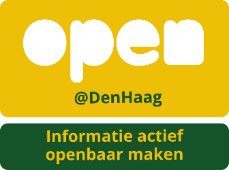 open
@DenHaag
Informatie actief
openbaar maken